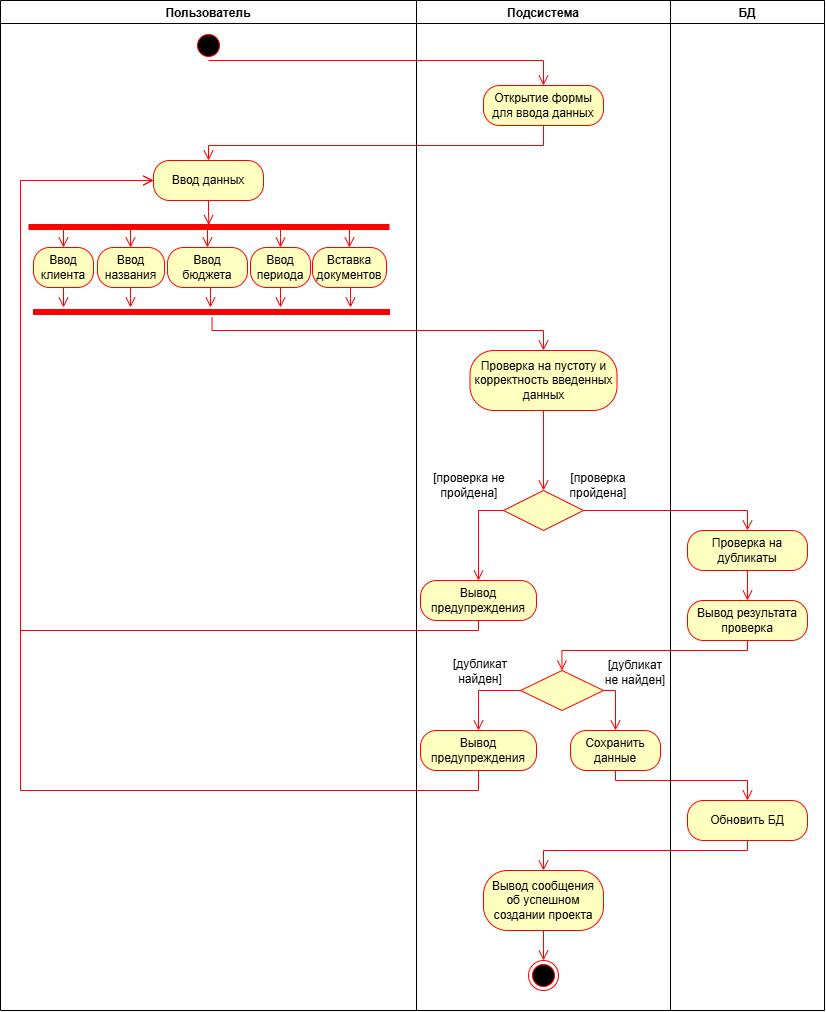 Пользователь
Подсистема
БД
Открытие формы
для ввода данных
Ввод данных
Ввод
клиента
Ввод
названия
Ввод
бюджета
Ввод
периода
Вставка
документов
Проверка на пустоту и
корректность введенных
данных
[проверка не
пройдена]
[проверка
пройдена]
Проверка на
дубликаты
Вывод
предупреждения
Вывод результата
проверка
[дубликат
найден]
[дубликат
не найден]
Вывод
предупреждения
Сохранить
данные
Обновить БД
Вывод сообщения
об успешном
создании проекта